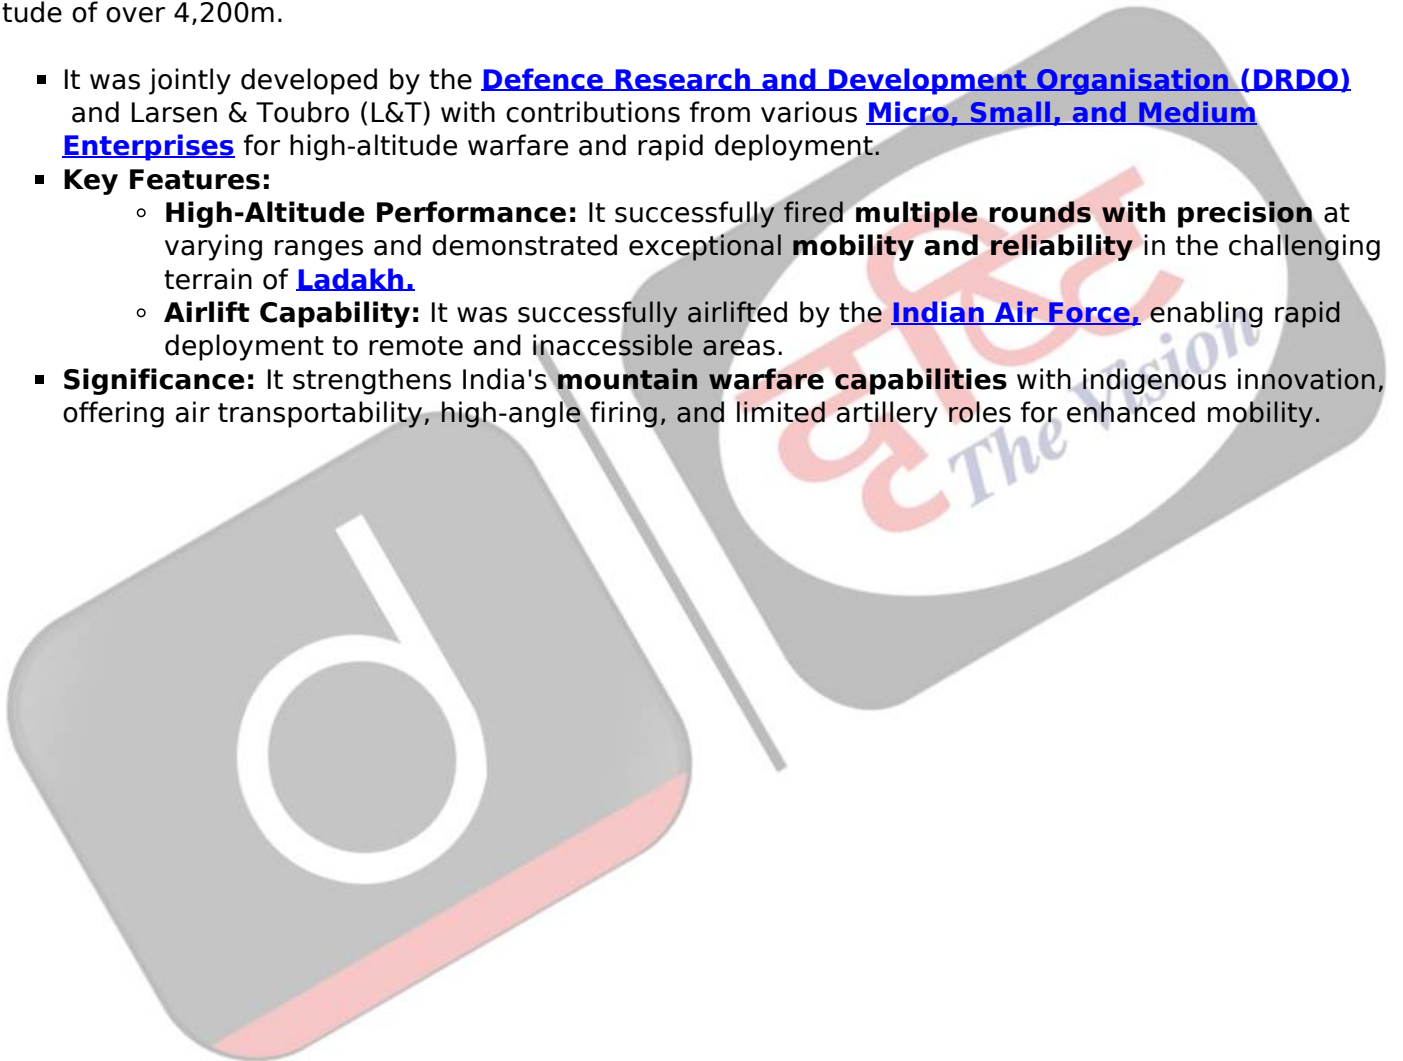 tude of over 4,200m.
It was jointly developed by the Defence Research and Development Organisation (DRDO)
and Larsen & Toubro (L&T) with contributions from various Micro, Small, and Medium
Enterprises for high-altitude warfare and rapid deployment.
Key Features:
High-Altitude Performance: It successfully fired multiple rounds with precision at
varying ranges and demonstrated exceptional mobility and reliability in the challenging
terrain of Ladakh.
Airlift Capability: It was successfully airlifted by the Indian Air Force, enabling rapid
deployment to remote and inaccessible areas.
Significance: It strengthens India's mountain warfare capabilities with indigenous innovation,
offering air transportability, high-angle firing, and limited artillery roles for enhanced mobility.
दृष्टि
The Vision
d